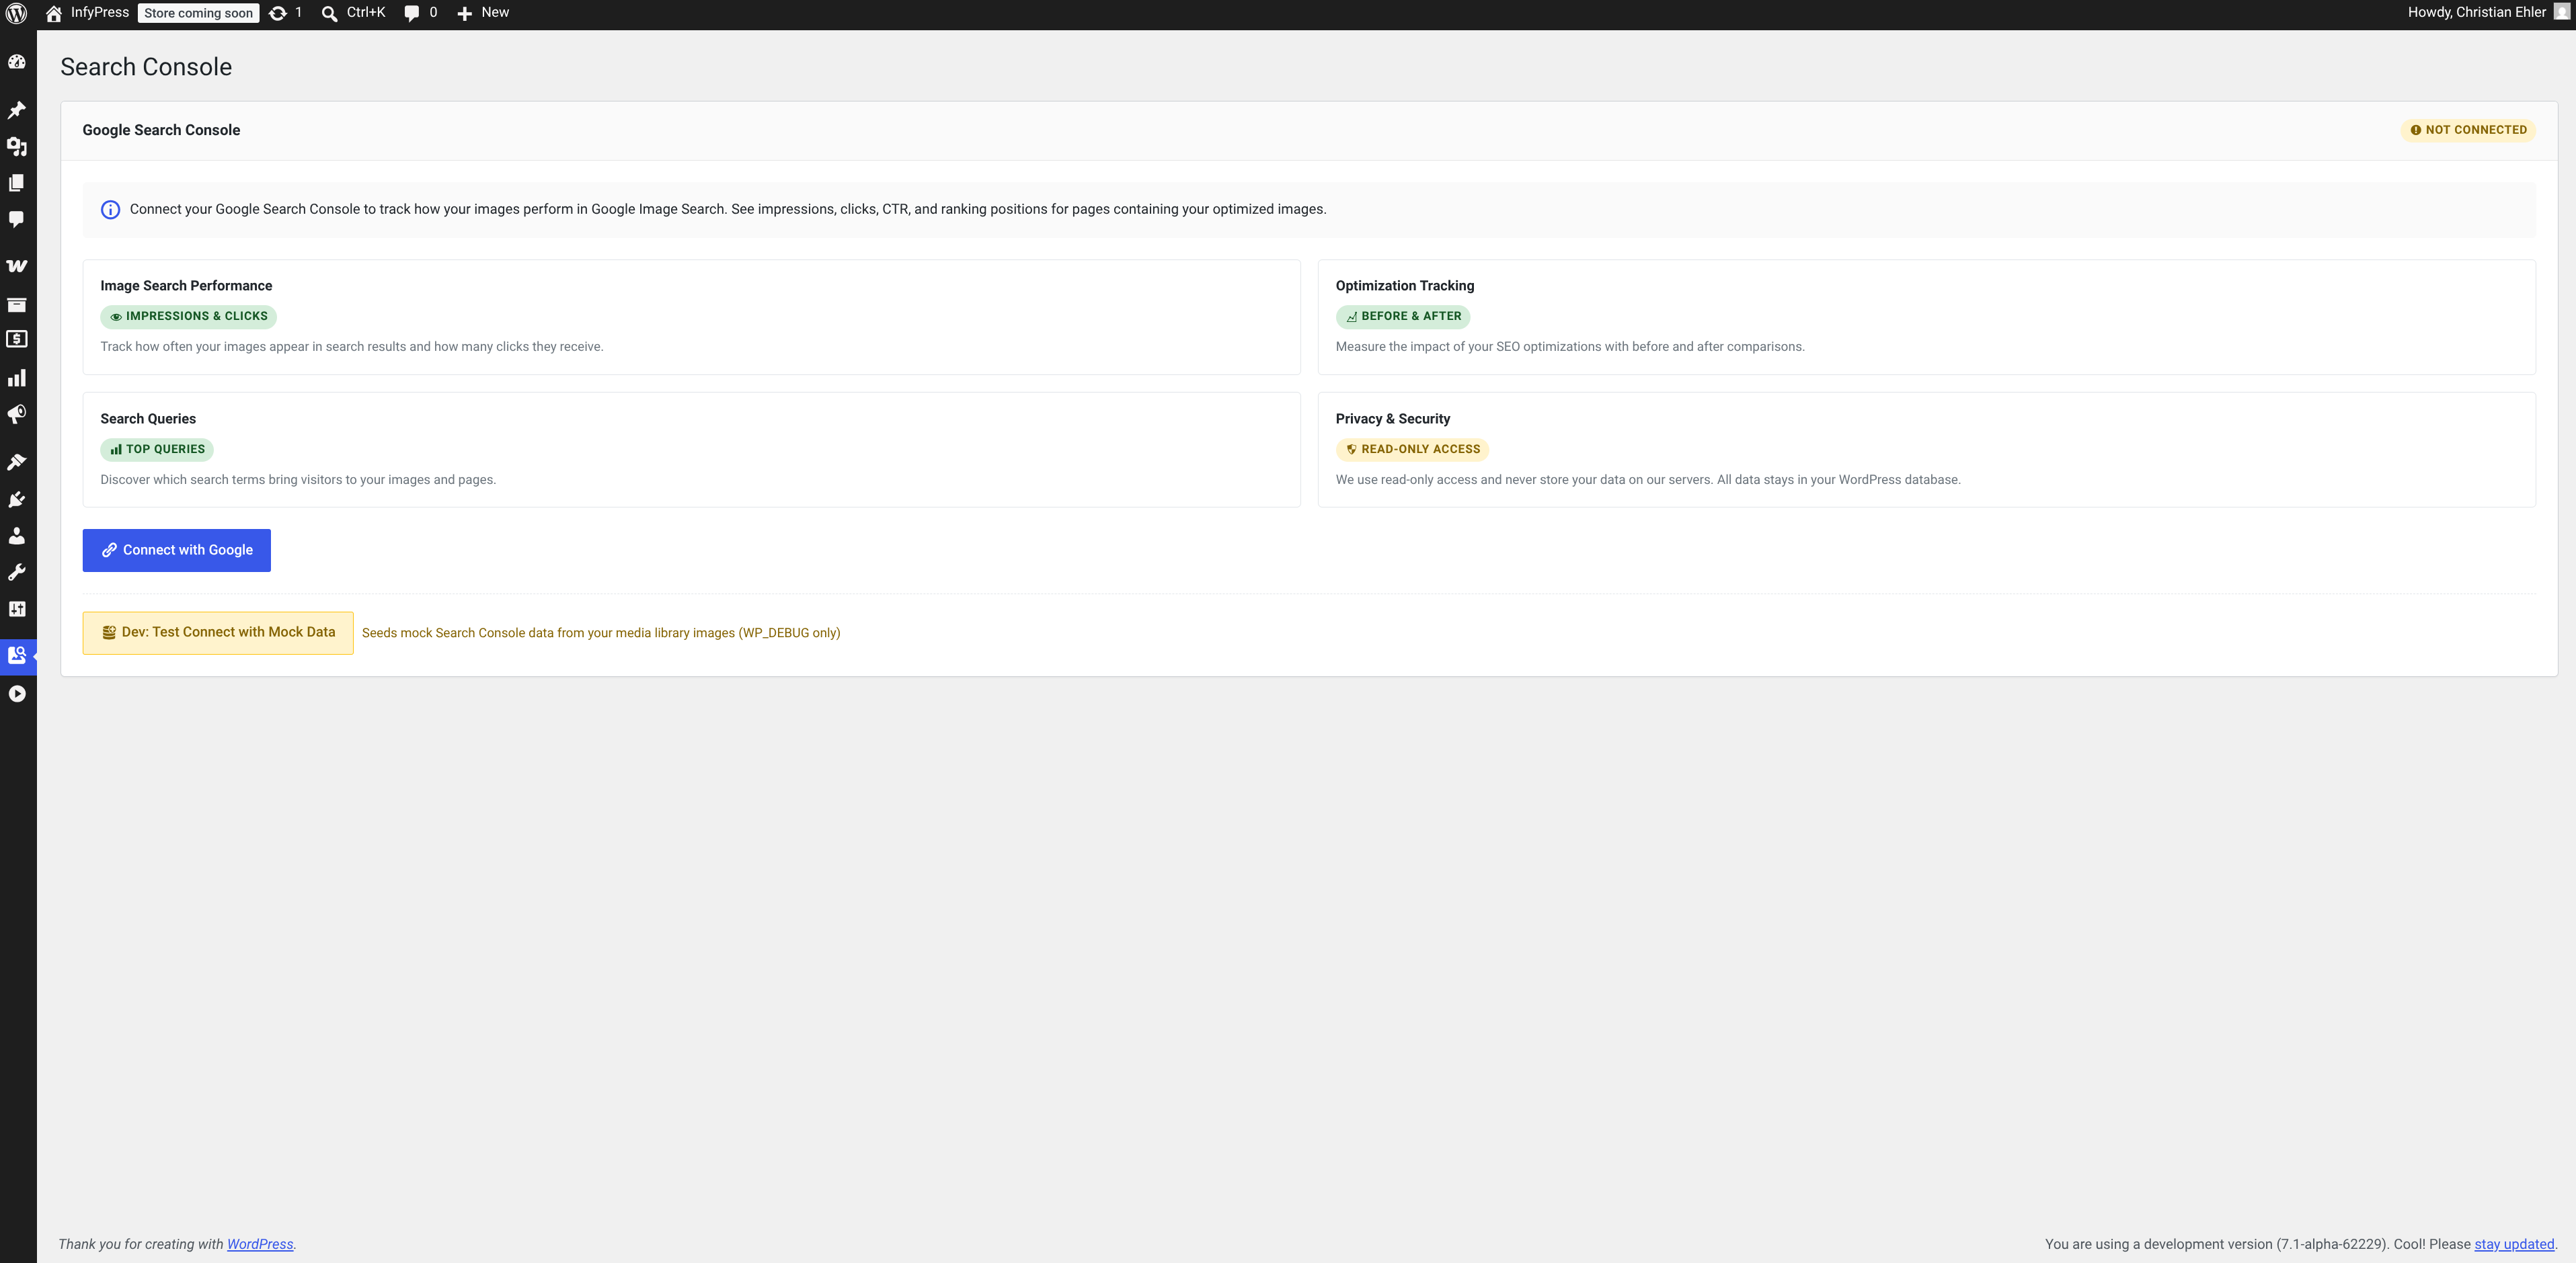 InfyPress Store coming soon 1 Ctrl+K 0 New Howdy, Christian Ehler
Search Console
Google Search Console NOT CONNECTED
Connect your Google Search Console to track how your images perform in Google Image Search. See impressions, clicks, CTR, and ranking positions for pages containing your optimized images.
Image Search Performance
IMPRESSIONS & CLICKS
Track how often your images appear in search results and how many clicks they receive.
Optimization Tracking
BEFORE & AFTER
Measure the impact of your SEO optimizations with before and after comparisons.
Search Queries
TOP QUERIES
Discover which search terms bring visitors to your images and pages.
Privacy & Security
READ-ONLY ACCESS
We use read-only access and never store your data on our servers. All data stays in your WordPress database.
Connect with Google
Dev: Test Connect with Mock Data Seeds mock Search Console data from your media library images (WP_DEBUG only)
Thank you for creating with WordPress. You are using a development version (7.1-alpha-62229). Cool! Please stay updated.